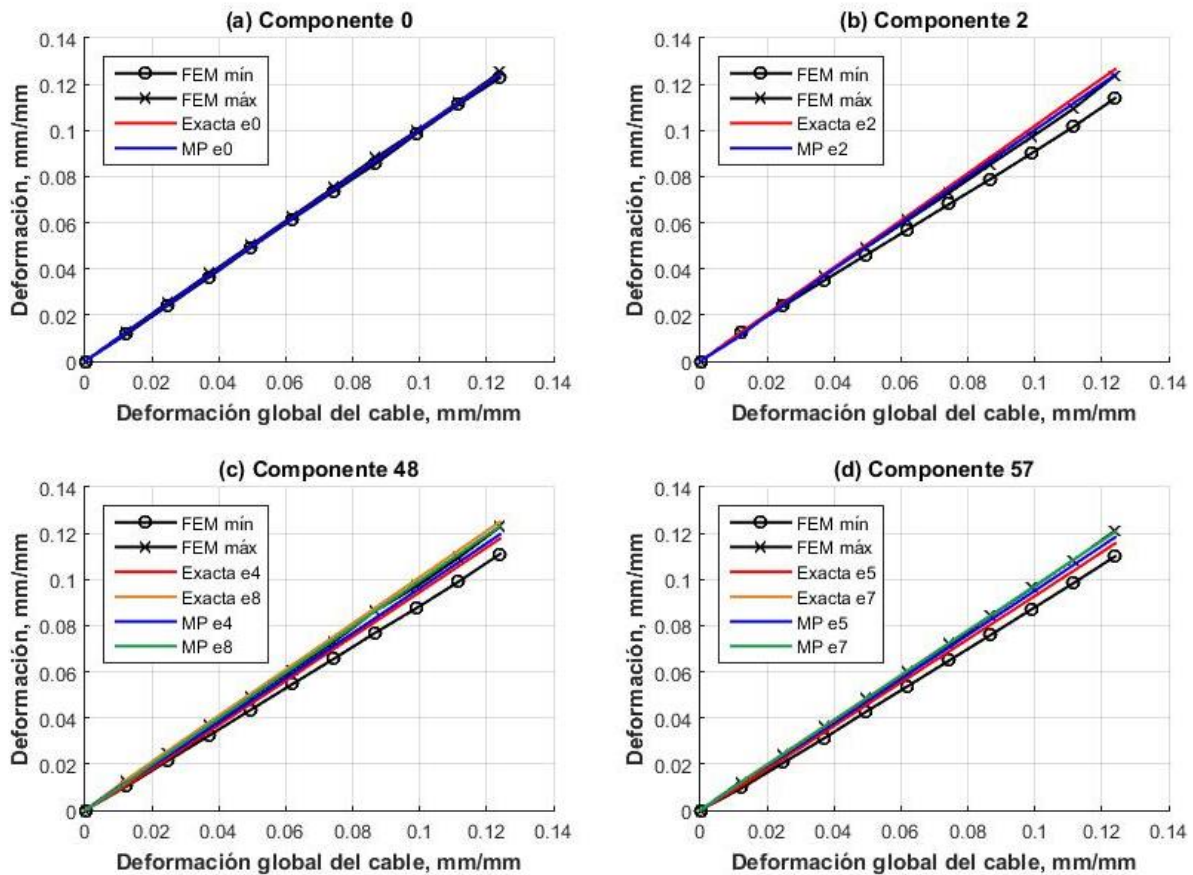 (a) Componente 0
0.14
0.12
0.1
0.08
0.06
0.04
0.02
0
FEM mín
FEM máx
Exacta e0
MP e0
0 0.02 0.04 0.06 0.08 0.1 0.12 0.14
Deformación, mm/mm
Deformación global del cable, mm/mm
(b) Componente 2
0.14
0.12
0.1
0.08
0.06
0.04
0.02
0
FEM mín
FEM máx
Exacta e2
MP e2
0 0.02 0.04 0.06 0.08 0.1 0.12 0.14
Deformación, mm/mm
Deformación global del cable, mm/mm
(c) Componente 48
0.14
0.12
0.1
0.08
0.06
0.04
0.02
0
FEM mín
FEM máx
Exacta e4
Exacta e8
MP e4
MP e8
0 0.02 0.04 0.06 0.08 0.1 0.12 0.14
Deformación, mm/mm
Deformación global del cable, mm/mm
(d) Componente 57
0.14
0.12
0.1
0.08
0.06
0.04
0.02
0
FEM mín
FEM máx
Exacta e5
Exacta e7
MP e5
MP e7
0 0.02 0.04 0.06 0.08 0.1 0.12 0.14
Deformación, mm/mm
Deformación global del cable, mm/mm